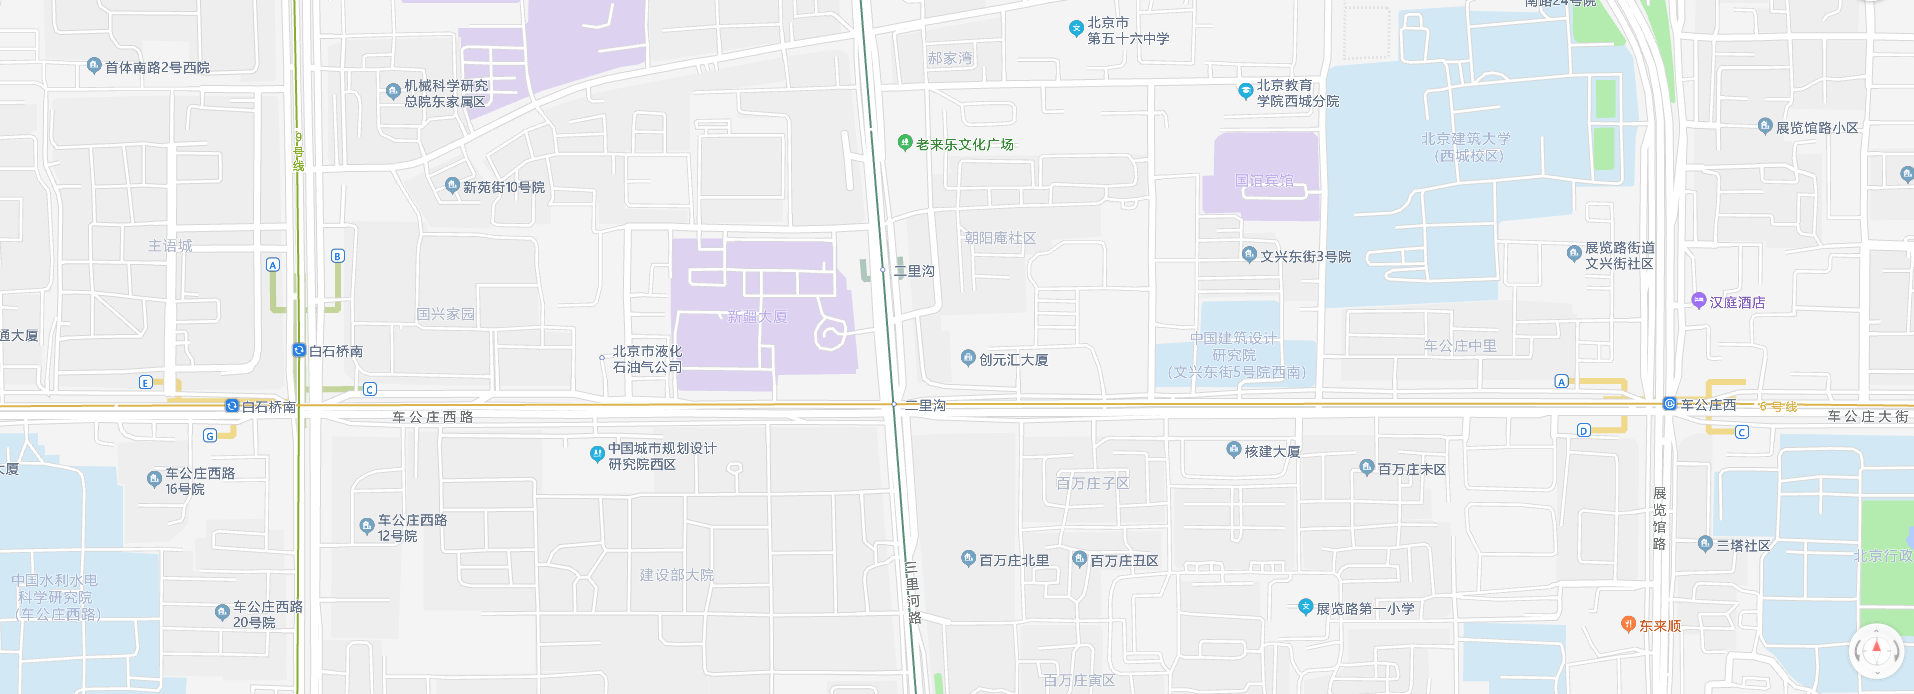 南路24号院
北京市
第五十六中学
郝家湾
首体南路2号西院
机械科学研究
总院东家属区
北京教育
学院西城分院
9号线
老来乐文化广场
展览馆路小区
北京建筑大学
(西城校区)
新苑街10号院
国谊宾馆
主语城
朝阳庵社区
A
B
文兴东街3号院
展览路街道
文兴街社区
二里沟
汉庭酒店
国兴家园
新疆大厦
通大厦
白石桥南
北京市液化
石油气公司
创元汇大厦
中国建筑设计
研究院
(文兴东街5号院西南)
车公庄中里
E
C
A
白石桥南
二里沟
车公庄西
6号线
车公庄西路
车公庄大街
G
D
C
中国城市规划设计
研究院西区
核建大厦
大厦
车公庄西路
16号院
百万庄子区
百万庄未区
展览馆路
车公庄西路
12号院
百万庄北里
百万庄丑区
三塔社区
北京行政
中国水利水电
科学研究院
(车公庄西路)
建设部大院
三里河路
车公庄西路
20号院
展览路第一小学
东来顺
百万庄寅区